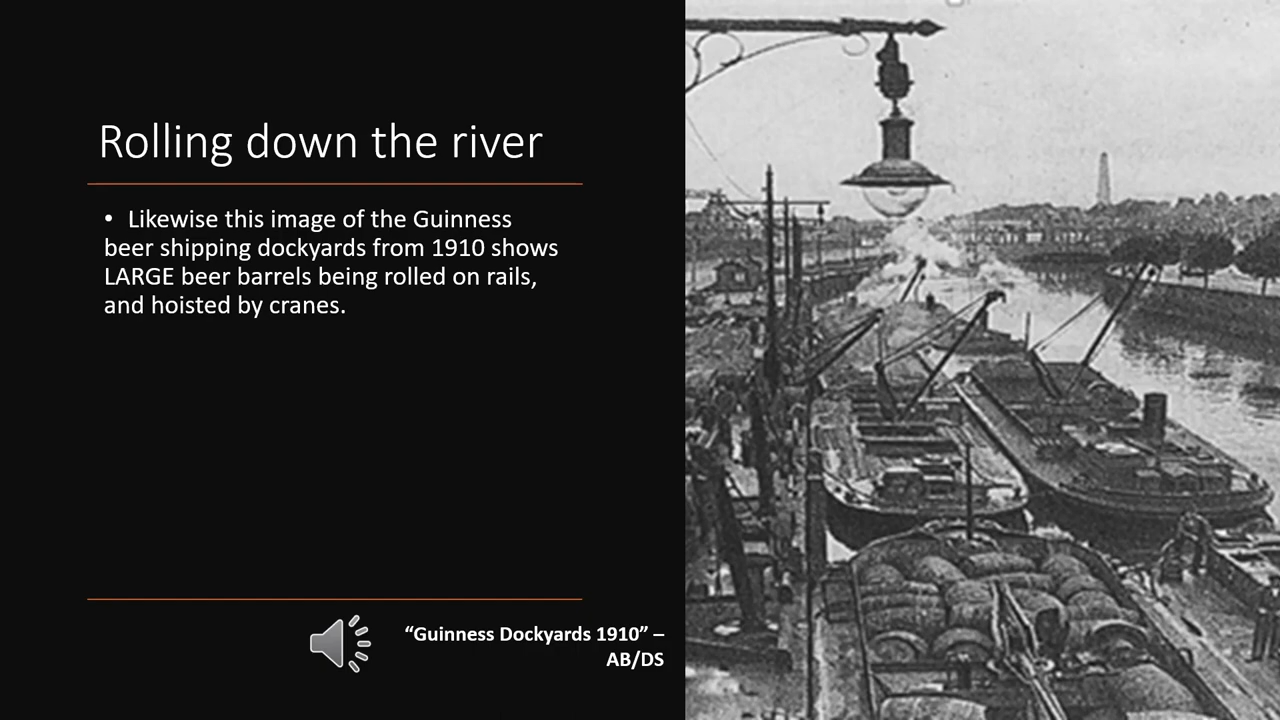 Rolling down the river
• Likewise this image of the Guinness
beer shipping dockyards from 1910 shows
LARGE beer barrels being rolled on rails,
and hoisted by cranes.
“Guinness Dockyards 1910” –
AB/DS